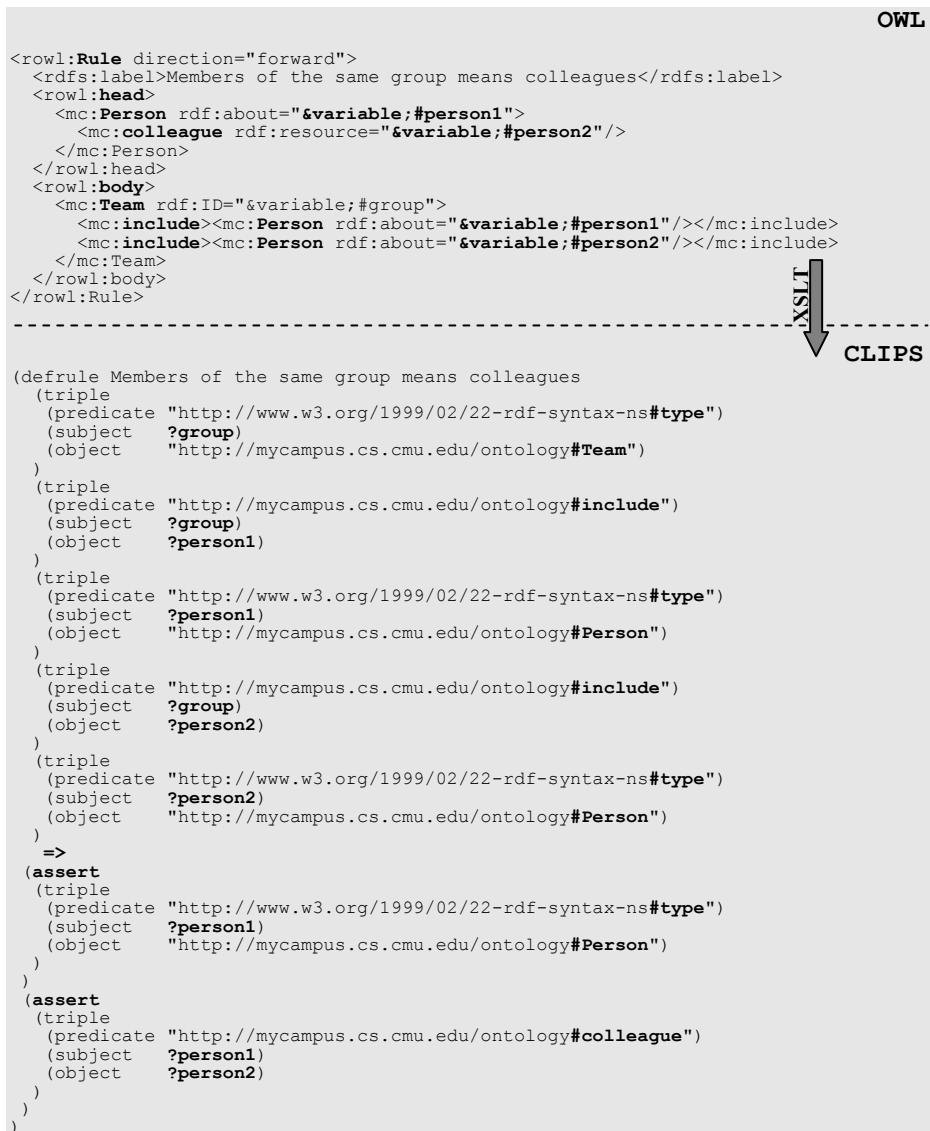 OWL
<rowl:Rule direction="forward">
<rdfs:label>Members of the same group means colleagues</rdfs:label>
<rowl:head>
<mc:Person rdf:about="&variable;#person1">
<mc:colleague rdf:resource="&variable;#person2"/>
</mc:Person>
</rowl:head>
<rowl:body>
<mc:Team rdf:ID="&variable;#group">
<mc:include><mc:Person rdf:about="&variable;#person1"/></mc:include>
<mc:include><mc:Person rdf:about="&variable;#person2"/></mc:include>
</mc:Team>
</rowl:body>
</rowl:Rule>
XSLT
CLIPS
(defrule Members of the same group means colleagues
(triple
(predicate "http://www.w3.org/1999/02/22-rdf-syntax-ns#type")
(subject ?group)
(object "http://mycampus.cs.cmu.edu/ontology#Team")
)
(triple
(predicate "http://mycampus.cs.cmu.edu/ontology#include")
(subject ?group)
(object ?person1)
)
(triple
(predicate "http://www.w3.org/1999/02/22-rdf-syntax-ns#type")
(subject ?person1)
(object "http://mycampus.cs.cmu.edu/ontology#Person")
)
(triple
(predicate "http://mycampus.cs.cmu.edu/ontology#include")
(subject ?group)
(object ?person2)
)
(triple
(predicate "http://www.w3.org/1999/02/22-rdf-syntax-ns#type")
(subject ?person2)
(object "http://mycampus.cs.cmu.edu/ontology#Person")
)
=>
(assert
(triple
(predicate "http://www.w3.org/1999/02/22-rdf-syntax-ns#type")
(subject ?person1)
(object "http://mycampus.cs.cmu.edu/ontology#Person")
)
)
(assert
(triple
(predicate "http://mycampus.cs.cmu.edu/ontology#colleague")
(subject ?person1)
(object ?person2)
)
)
)